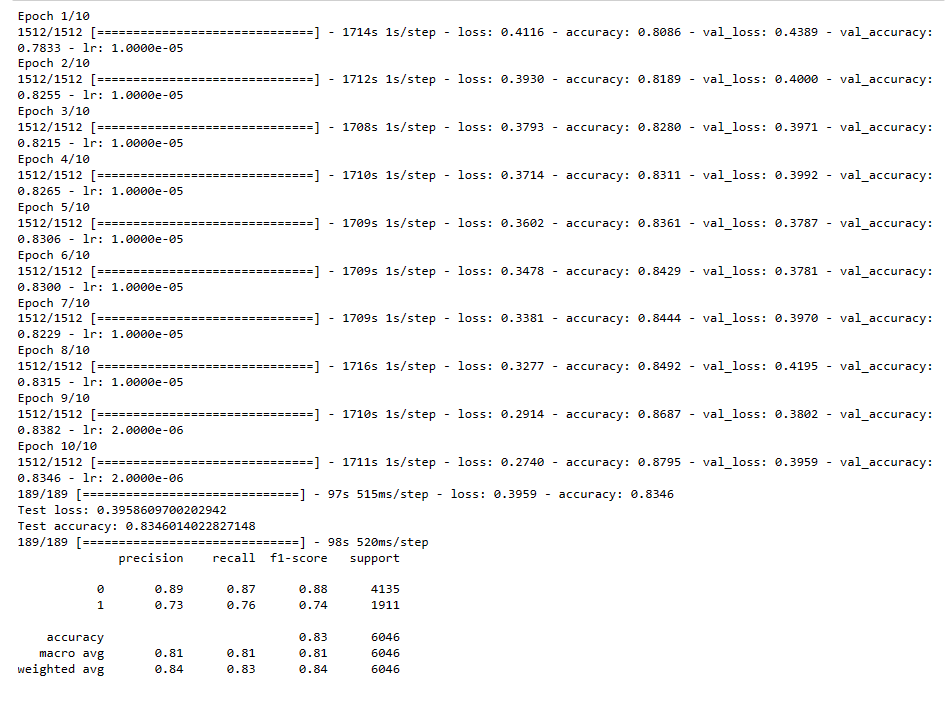 Epoch 1/10
1512/1512 [==============================] - 1714s 1s/step - loss: 0.4116 - accuracy: 0.8086 - val_loss: 0.4389 - val_accuracy:
0.7833 - lr: 1.0000e-05
Epoch 2/10
1512/1512 [==============================] - 1712s 1s/step - loss: 0.3930 - accuracy: 0.8189 - val_loss: 0.4000 - val_accuracy:
0.8255 - lr: 1.0000e-05
Epoch 3/10
1512/1512 [==============================] - 1708s 1s/step - loss: 0.3793 - accuracy: 0.8280 - val_loss: 0.3971 - val_accuracy:
0.8215 - lr: 1.0000e-05
Epoch 4/10
1512/1512 [==============================] - 1710s 1s/step - loss: 0.3714 - accuracy: 0.8311 - val_loss: 0.3992 - val_accuracy:
0.8265 - lr: 1.0000e-05
Epoch 5/10
1512/1512 [==============================] - 1709s 1s/step - loss: 0.3602 - accuracy: 0.8361 - val_loss: 0.3787 - val_accuracy:
0.8306 - lr: 1.0000e-05
Epoch 6/10
1512/1512 [==============================] - 1709s 1s/step - loss: 0.3478 - accuracy: 0.8429 - val_loss: 0.3781 - val_accuracy:
0.8300 - lr: 1.0000e-05
Epoch 7/10
1512/1512 [==============================] - 1709s 1s/step - loss: 0.3381 - accuracy: 0.8444 - val_loss: 0.3970 - val_accuracy:
0.8229 - lr: 1.0000e-05
Epoch 8/10
1512/1512 [==============================] - 1716s 1s/step - loss: 0.3277 - accuracy: 0.8492 - val_loss: 0.4195 - val_accuracy:
0.8315 - lr: 1.0000e-05
Epoch 9/10
1512/1512 [==============================] - 1710s 1s/step - loss: 0.2914 - accuracy: 0.8687 - val_loss: 0.3802 - val_accuracy:
0.8382 - lr: 2.0000e-06
Epoch 10/10
1512/1512 [==============================] - 1711s 1s/step - loss: 0.2740 - accuracy: 0.8795 - val_loss: 0.3959 - val_accuracy:
0.8346 - lr: 2.0000e-06
189/189 [==============================] - 97s 515ms/step - loss: 0.3959 - accuracy: 0.8346
Test loss: 0.3958609700202942
Test accuracy: 0.8346014022827148
189/189 [==============================] - 98s 520ms/step
              precision    recall  f1-score   support

           0       0.89      0.87      0.88      4135
           1       0.73      0.76      0.74      1911

    accuracy                           0.83      6046
   macro avg       0.81      0.81      0.81      6046
weighted avg       0.84      0.83      0.84      6046